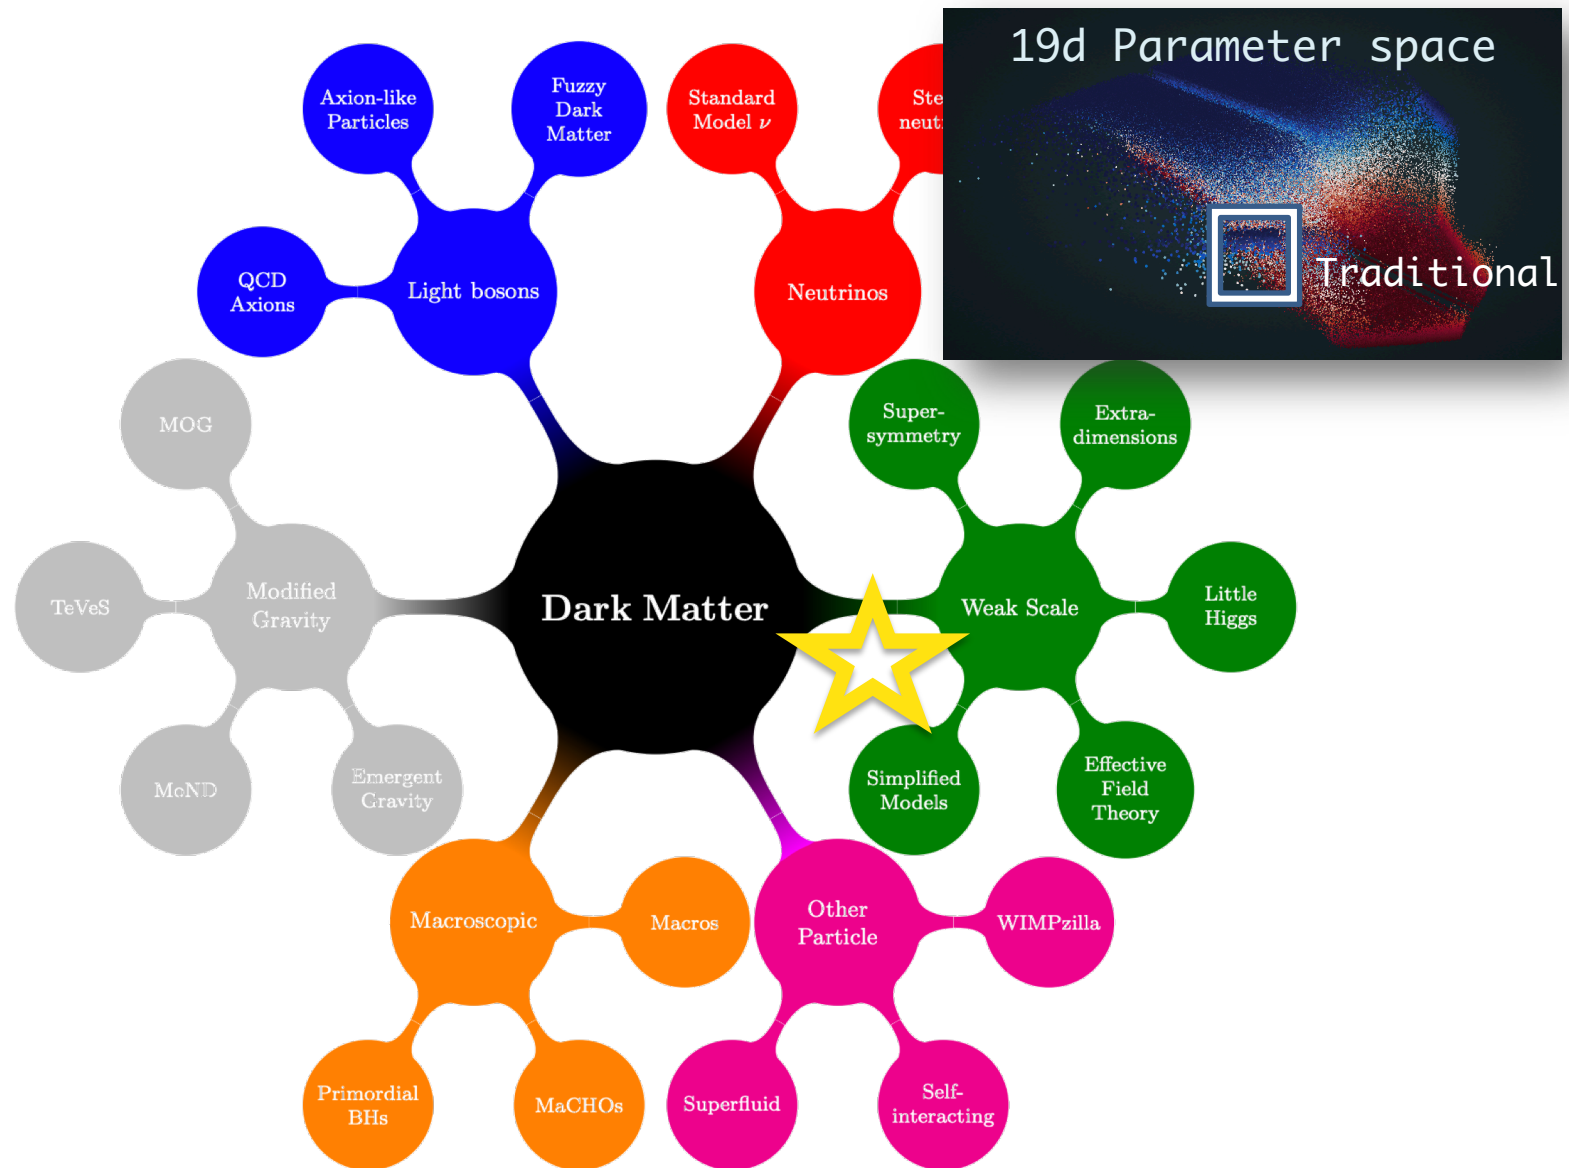 19d Parameter space
Traditional
Axion-like
Particles
Fuzzy
Dark
Matter
Standard
Model ν
QCD
Axions
Light bosons
Neutrinos
MOG
Super-
symmetry
Extra-
dimensions
TeVeS
Modified
Gravity
Dark Matter
Weak Scale
Little
Higgs
MoND
Emergent
Gravity
Simplified
Models
Effective
Field
Theory
Macroscopic
Macros
Other
Particle
WIMPzilla
Primordial
BHs
MaCHOs
Superfluid
Self-
interacting